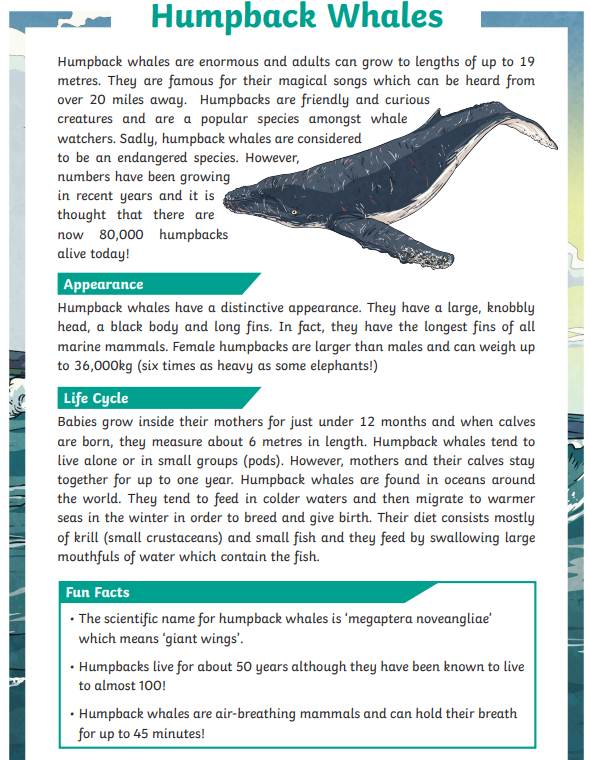 Humpback Whales
Humpback whales are enormous and adults can grow to lengths of up to 19
metres. They are famous for their magical songs which can be heard from
over 20 miles away. Humpbacks are friendly and curious
creatures and are a popular species amongst whale
watchers. Sadly, humpback whales are considered
to be an endangered species. However,
numbers have been growing
in recent years and it is
thought that there are
now 80,000 humpbacks
alive today!
Appearance
Humpback whales have a distinctive appearance. They have a large, knobbly
head, a black body and long fins. In fact, they have the longest fins of all
marine mammals. Female humpbacks are larger than males and can weigh up
to 36,000kg (six times as heavy as some elephants!)
Life Cycle
Babies grow inside their mothers for just under 12 months and when calves
are born, they measure about 6 metres in length. Humpback whales tend to
live alone or in small groups (pods). However, mothers and their calves stay
together for up to one year. Humpback whales are found in oceans around
the world. They tend to feed in colder waters and then migrate to warmer
seas in the winter in order to breed and give birth. Their diet consists mostly
of krill (small crustaceans) and small fish and they feed by swallowing large
mouthfuls of water which contain the fish.
Fun Facts
• The scientific name for humpback whales is ‘megaptera noveangliae’
which means ‘giant wings’.
• Humpbacks live for about 50 years although they have been known to live
to almost 100!
• Humpback whales are air-breathing mammals and can hold their breath
for up to 45 minutes!